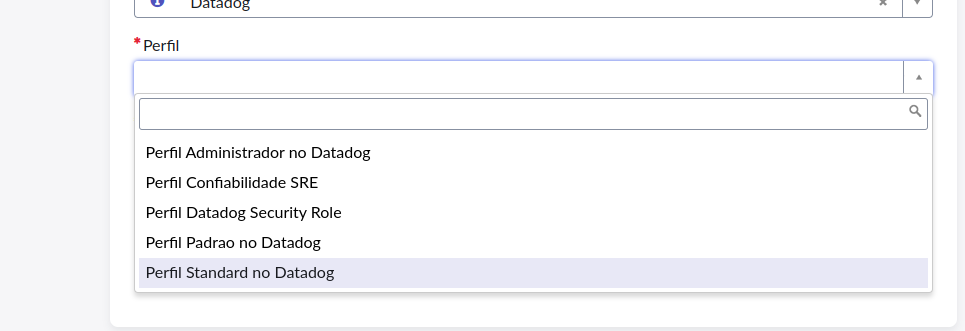 Datadog
* Perfil
Perfil Administrador no Datadog
Perfil Confiabilidade SRE
Perfil Datadog Security Role
Perfil Padrao no Datadog
Perfil Standard no Datadog